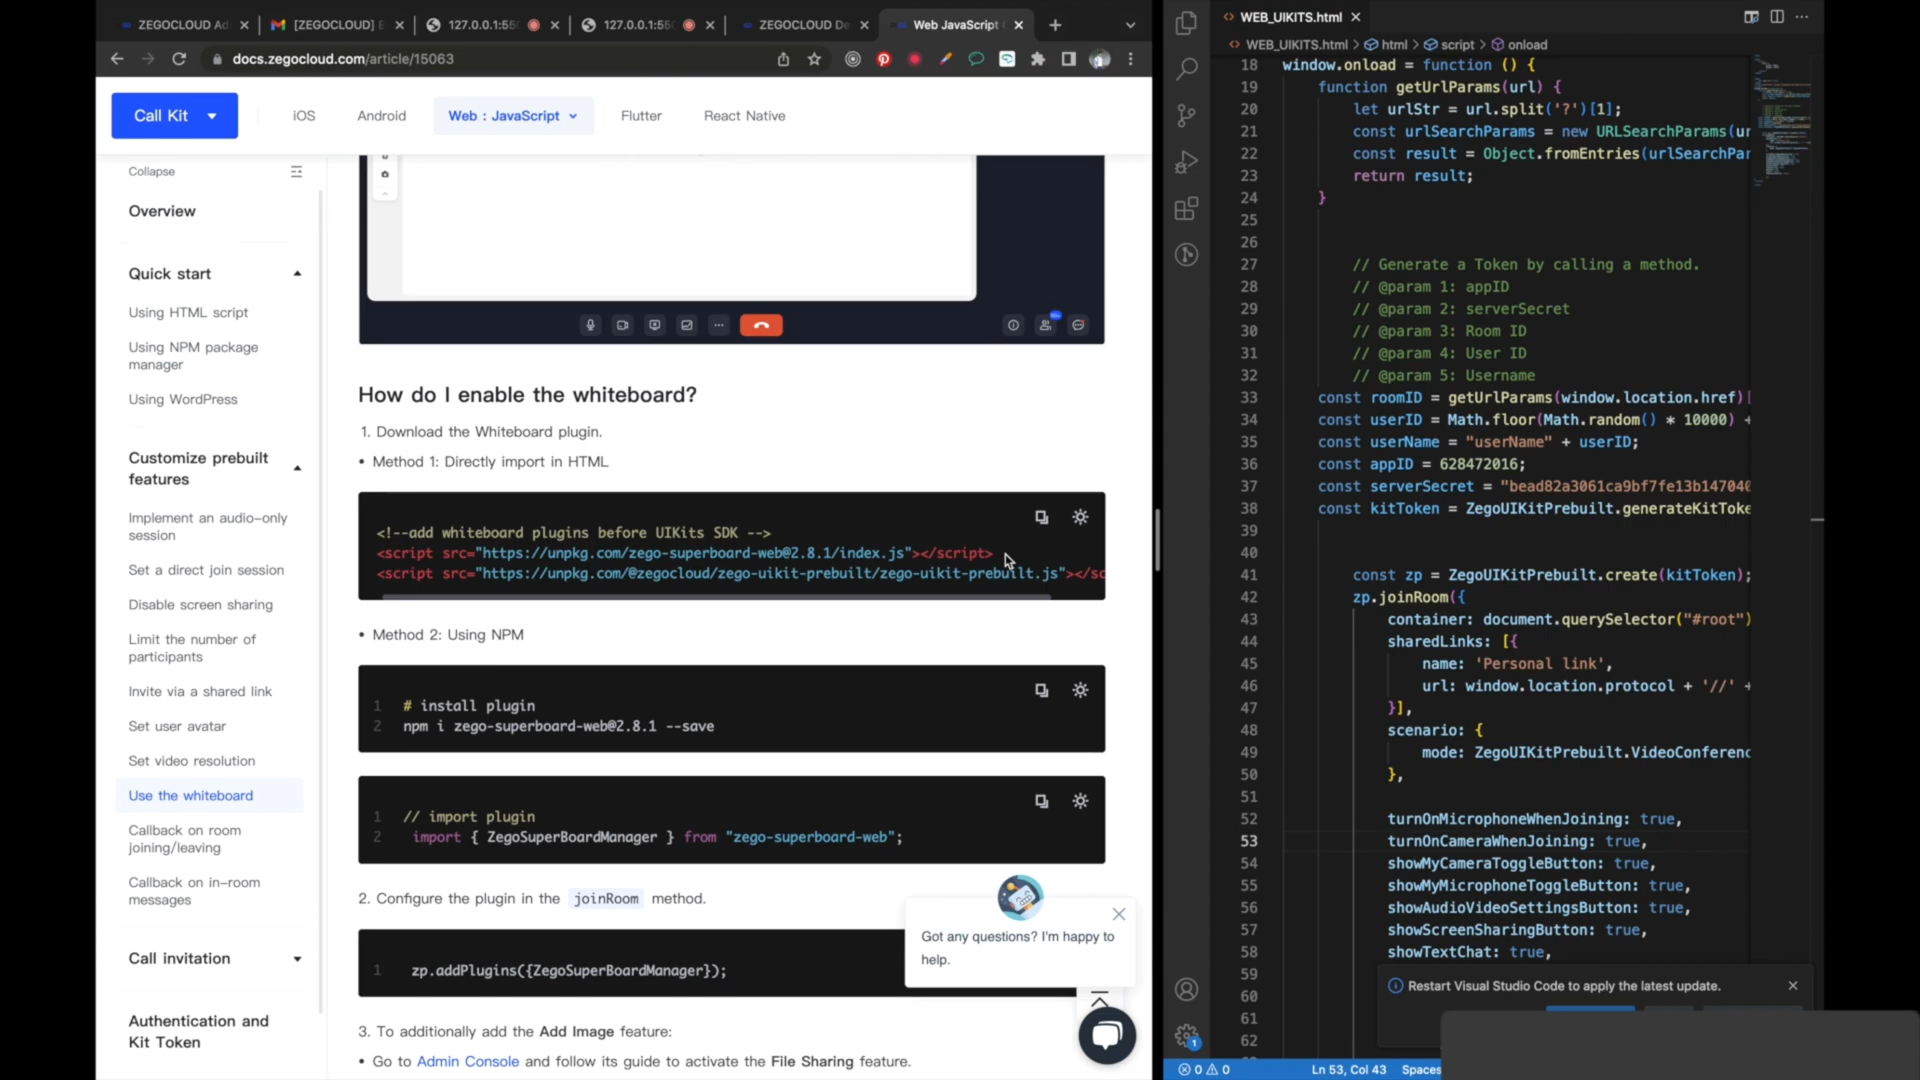 ZEGOCLOUD Ad
[ZEGOCLOUD] E
127.0.0.1:55
127.0.0.1:55
ZEGOCLOUD De
Web JavaScript
docs.zegocloud.com/article/15063
Call Kit
iOS
Android
Web : JavaScript
Flutter
React Native
Collapse
Overview
Quick start
Using HTML script
Using NPM package
manager
Using WordPress
Customize prebuilt
features
Implement an audio-only
session
Set a direct join session
Disable screen sharing
Limit the number of
participants
Invite via a shared link
Set user avatar
Set video resolution
Use the whiteboard
Callback on room
joining/leaving
Callback on in-room
messages
Call invitation
Authentication and
Kit Token
How do I enable the whiteboard?
1. Download the Whiteboard plugin.
• Method 1: Directly import in HTML
<!--add whiteboard plugins before UIKits SDK -->
<script src="https://unpkg.com/zego-superboard-web@2.8.1/index.js"></script>
<script src="https://unpkg.com/@zegocloud/zego-uikit-prebuilt/zego-uikit-prebuilt.js"></sc
• Method 2: Using NPM
1 # install plugin
2 npm i zego-superboard-web@2.8.1 --save
1 // import plugin
2 import { ZegoSuperBoardManager } from "zego-superboard-web";
2. Configure the plugin in the joinRoom method.
1 zp.addPlugins({ZegoSuperBoardManager});
3. To additionally add the Add Image feature:
• Go to Admin Console and follow its guide to activate the File Sharing feature.
Got any questions? I'm happy to
help.
WEB_UIKITS.html
WEB_UIKITS.html > html > script > onload
18 window.onload = function () {
19 function getUrlParams(url) {
20 let urlStr = url.split('?')[1];
21 const urlSearchParams = new URLSearchParams(ur
22 const result = Object.fromEntries(urlSearchPar
23 return result;
24 }
25
26
27 // Generate a Token by calling a method.
28 // @param 1: appID
29 // @param 2: serverSecret
30 // @param 3: Room ID
31 // @param 4: User ID
32 // @param 5: Username
33 const roomID = getUrlParams(window.location.href)[
34 const userID = Math.floor(Math.random() * 10000) +
35 const userName = "userName" + userID;
36 const appID = 628472016;
37 const serverSecret = "bead82a3061ca9bf7fe13b147040
38 const kitToken = ZegoUIKitPrebuilt.generateKitToke
39
40
41 const zp = ZegoUIKitPrebuilt.create(kitToken);
42 zp.joinRoom({
43 container: document.querySelector("#root")
44 sharedLinks: [{
45 name: 'Personal link',
46 url: window.location.protocol + '//' +
47 }],
48 scenario: {
49 mode: ZegoUIKitPrebuilt.VideoConferenc
50 },
51
52 turnOnMicrophoneWhenJoining: true,
53 turnOnCameraWhenJoining: true,
54 showMyCameraToggleButton: true,
55 showMyMicrophoneToggleButton: true,
56 showAudioVideoSettingsButton: true,
57 showScreenSharingButton: true,
58 showTextChat: true,
59
60
61
62
Restart Visual Studio Code to apply the latest update.
1
0 0
Ln 53, Col 43
Spaces